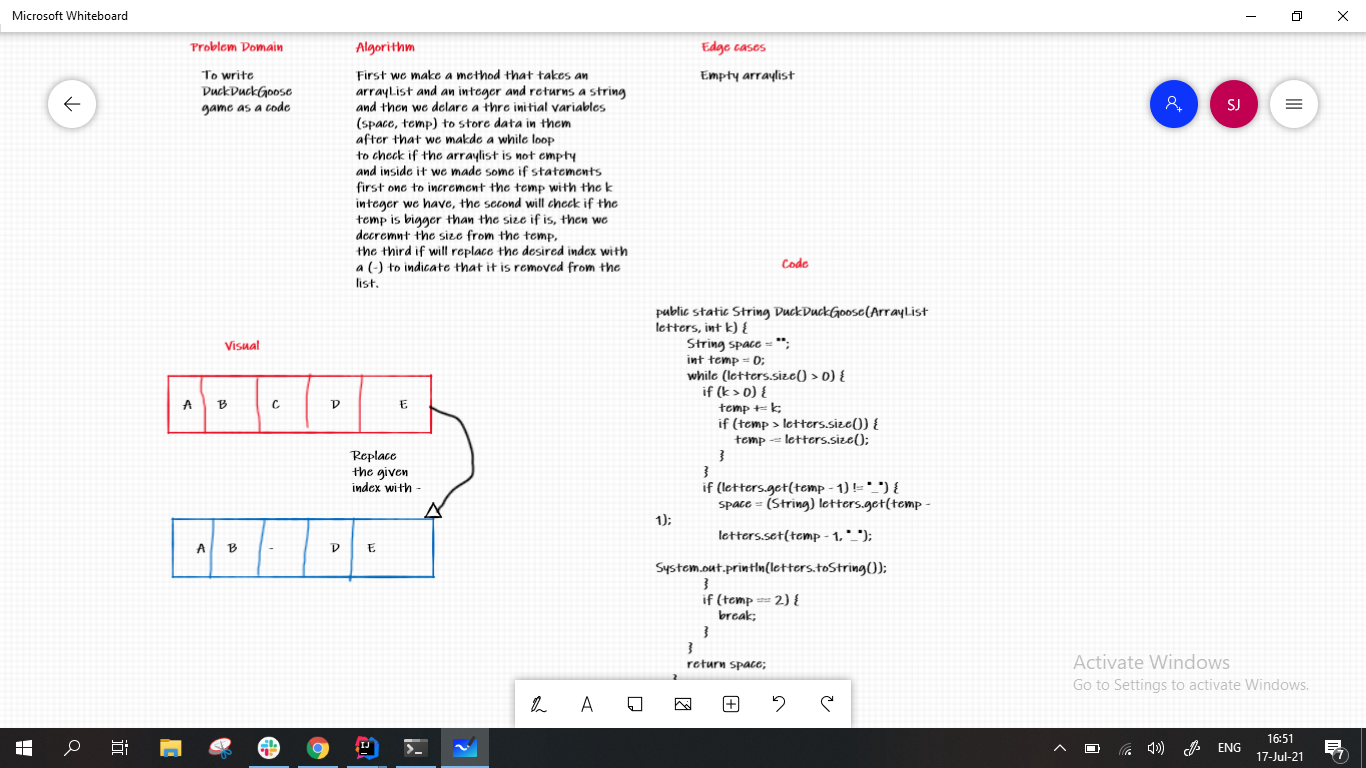 Microsoft Whiteboard
Problem Domain
To write
DuckDuckGoose
game as a code
Algorithm
First we make a method that takes an
arrayList and an integer and returns a string
and then we delare a thre initial variables
(space, temp) to store data in them
after that we makde a while loop
to check if the arraylist is not empty
and inside it we made some if statements
first one to increment the temp with the k
integer we have, the second will check if the
temp is bigger than the size if is, then we
decremnt the size from the temp,
the third if will replace the desired index with
a (-) to indicate that it is removed from the
list.
Edge cases
Empty arraylist
SJ
Visual
A B C D E
Replace
the given
index with -
A B - D E
Code
public static String DuckDuckGoose(ArrayList
letters, int k) {
String space = "";
int temp = 0;
while (letters.size() > 0) {
if (k > 0) {
temp += k;
if (temp > letters.size()) {
temp -= letters.size();
}
}
if (letters.get(temp - 1) != "_") {
space = (String) letters.get(temp -
1);
letters.set(temp - 1, "_");
System.out.println(letters.toString());
}
if (temp == 2) {
break;
}
}
return space;
}
Activate Windows
Go to Settings to activate Windows.
ENG
16:51
17-Jul-21
7